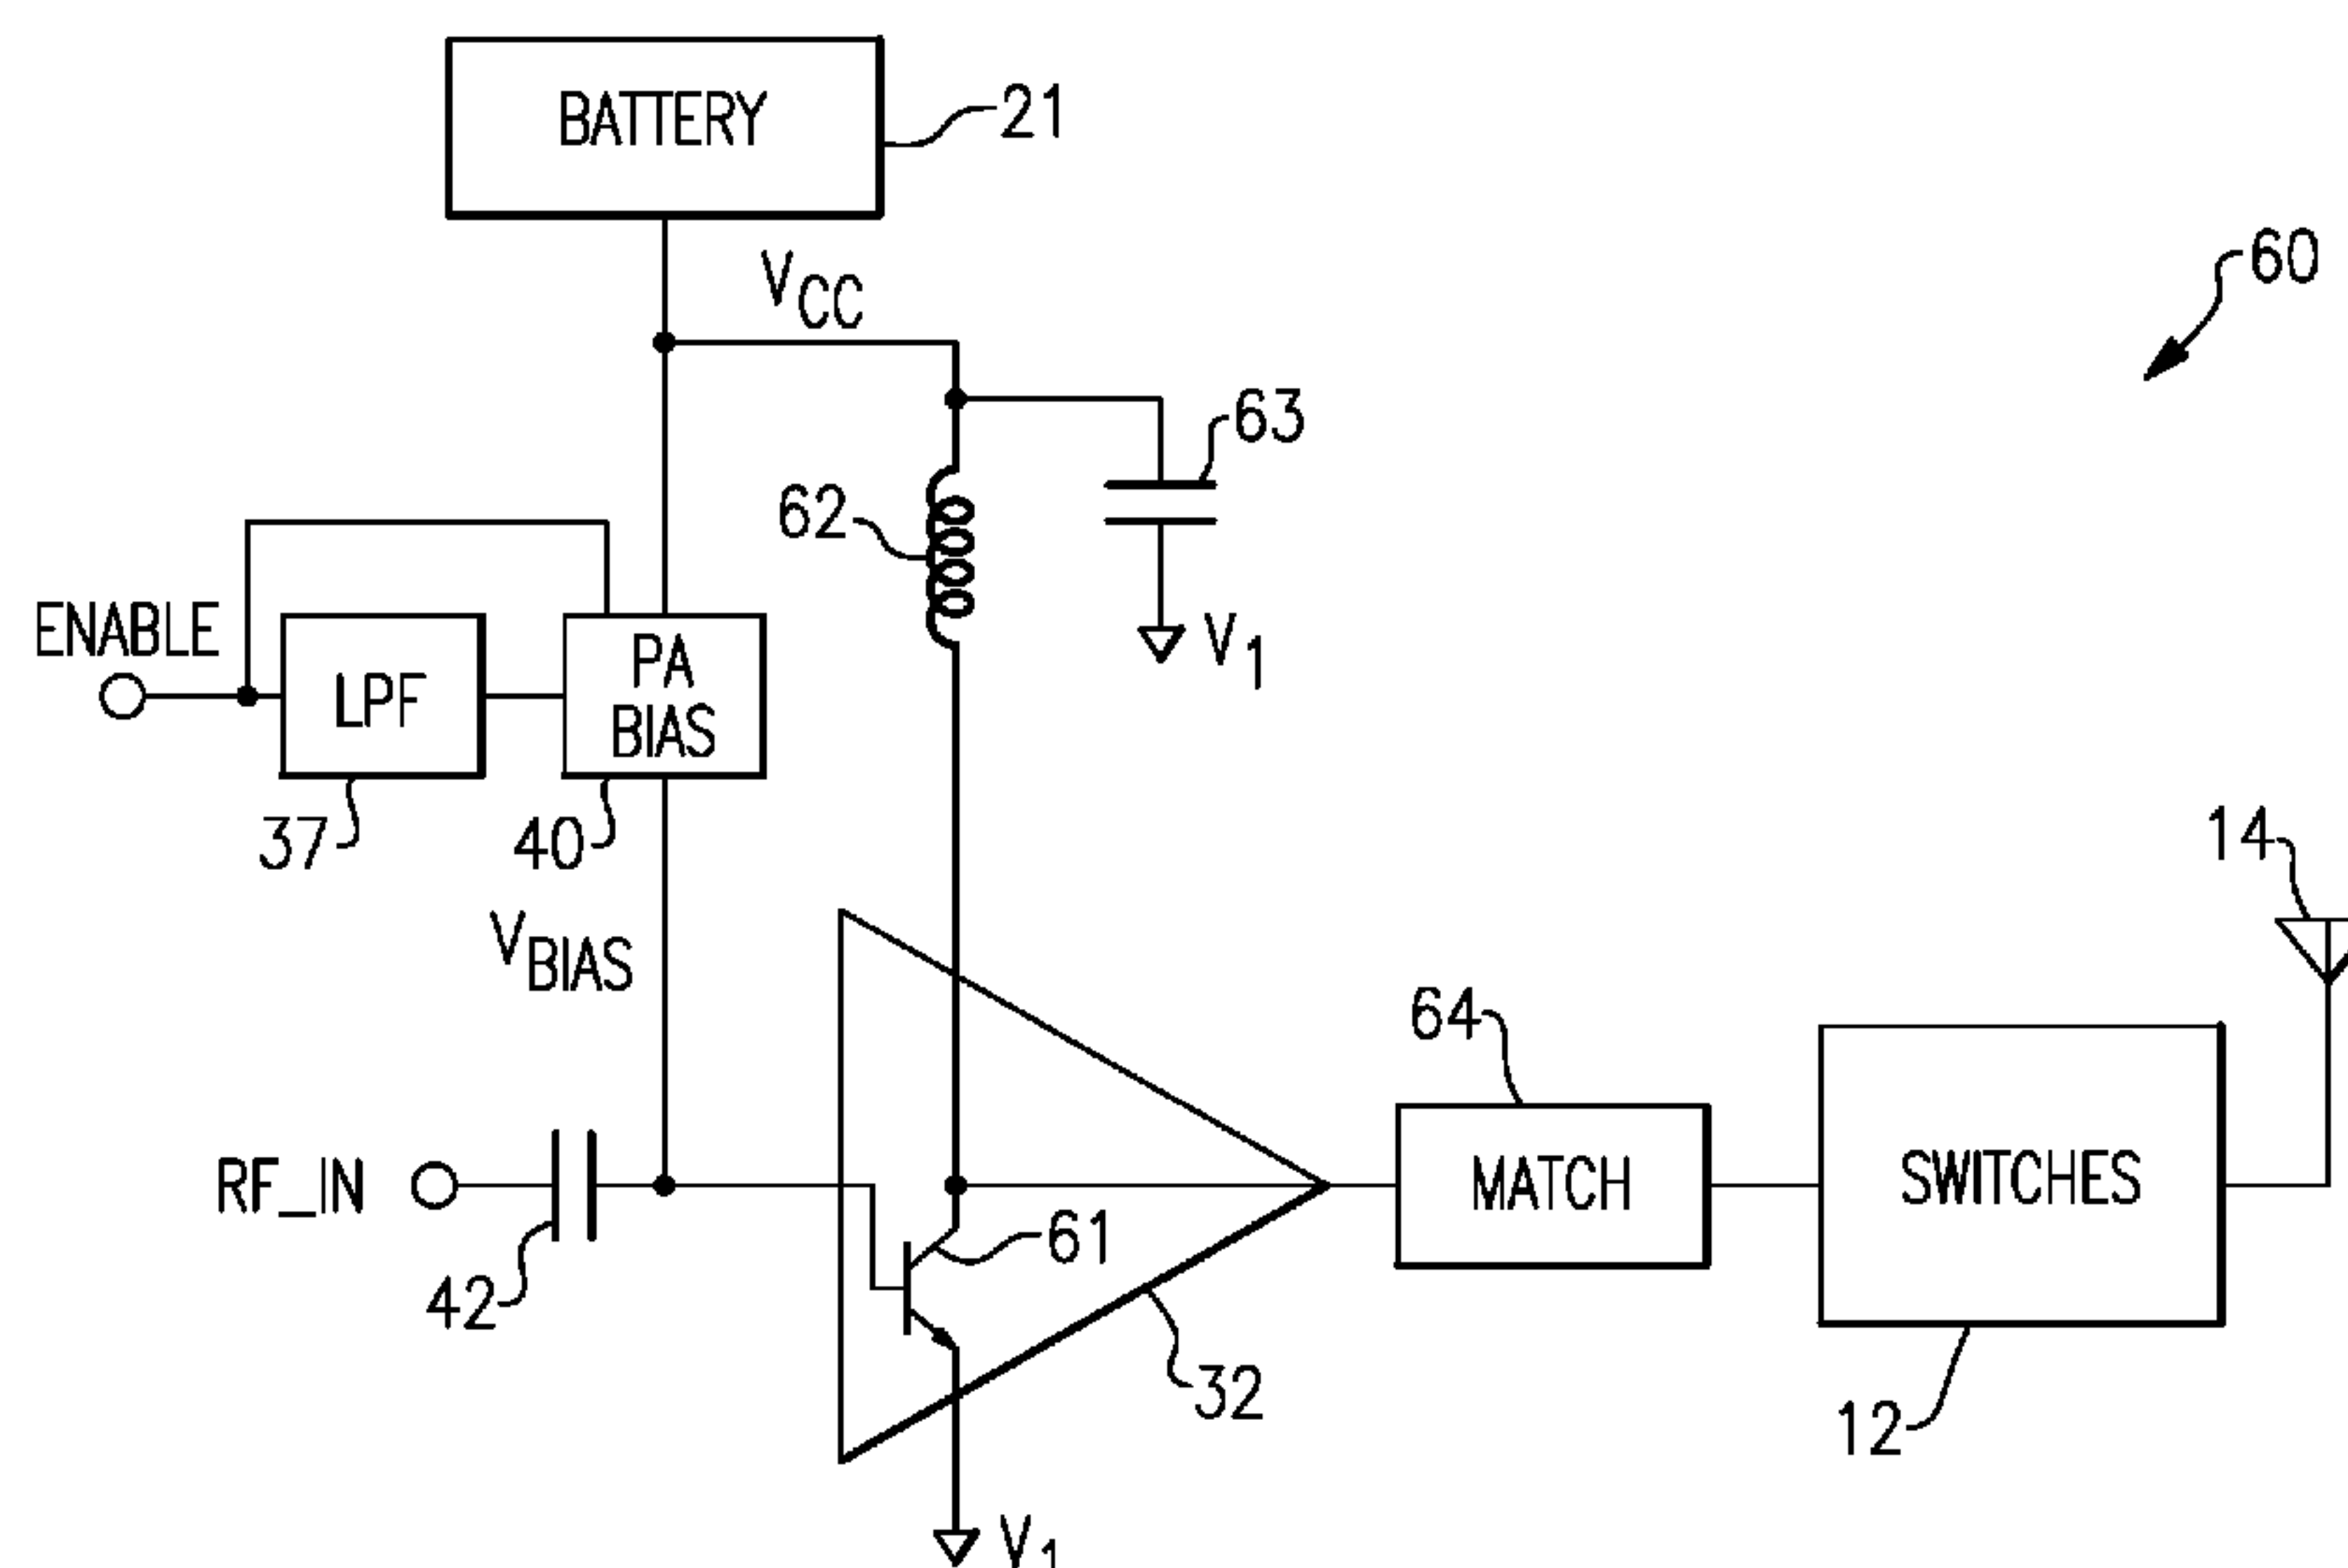 BATTERY
21
VCC
60
63
62
ENABLE
LPF
PA
BIAS
V1
37
40
14
VBIAS
64
RF_IN
MATCH
SWITCHES
61
42
32
12
V1